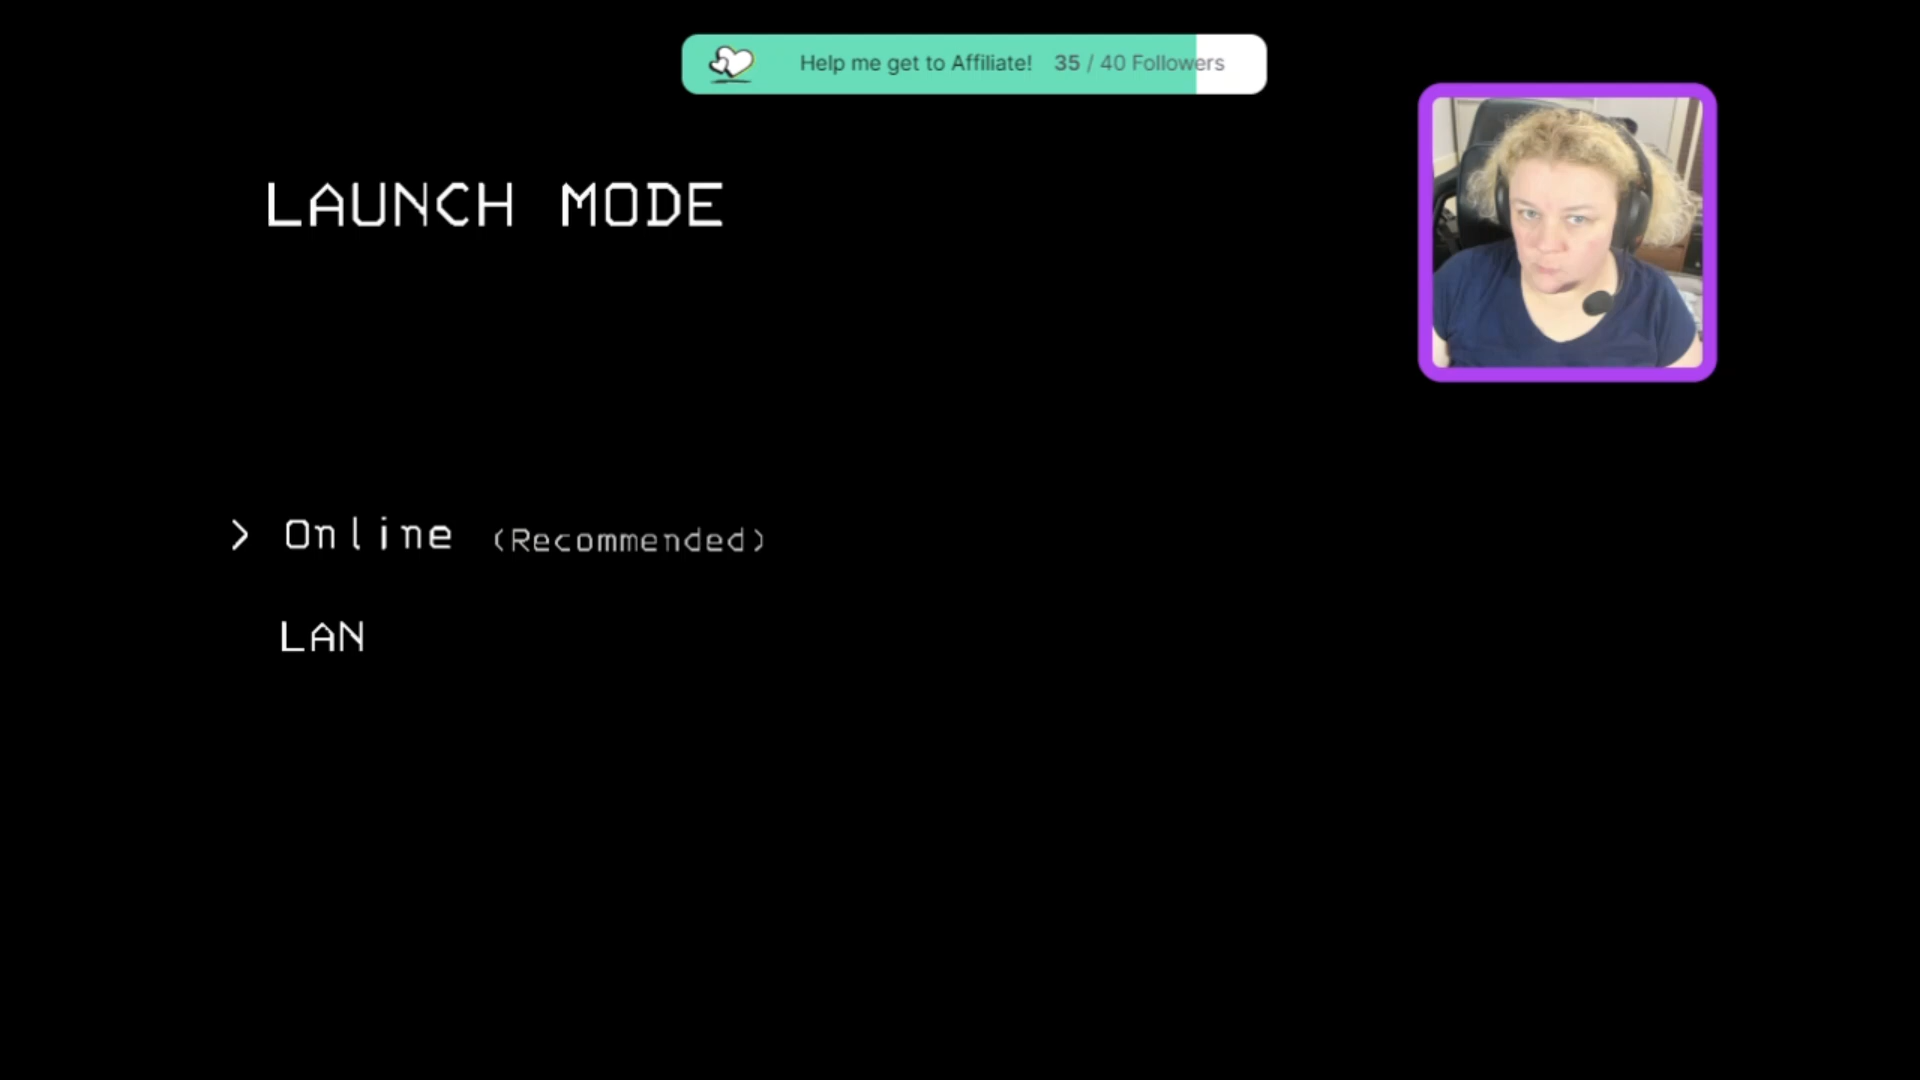 Help me get to Affiliate! 35 / 40 Followers
LAUNCH MODE
> Online (Recommended)
LAN